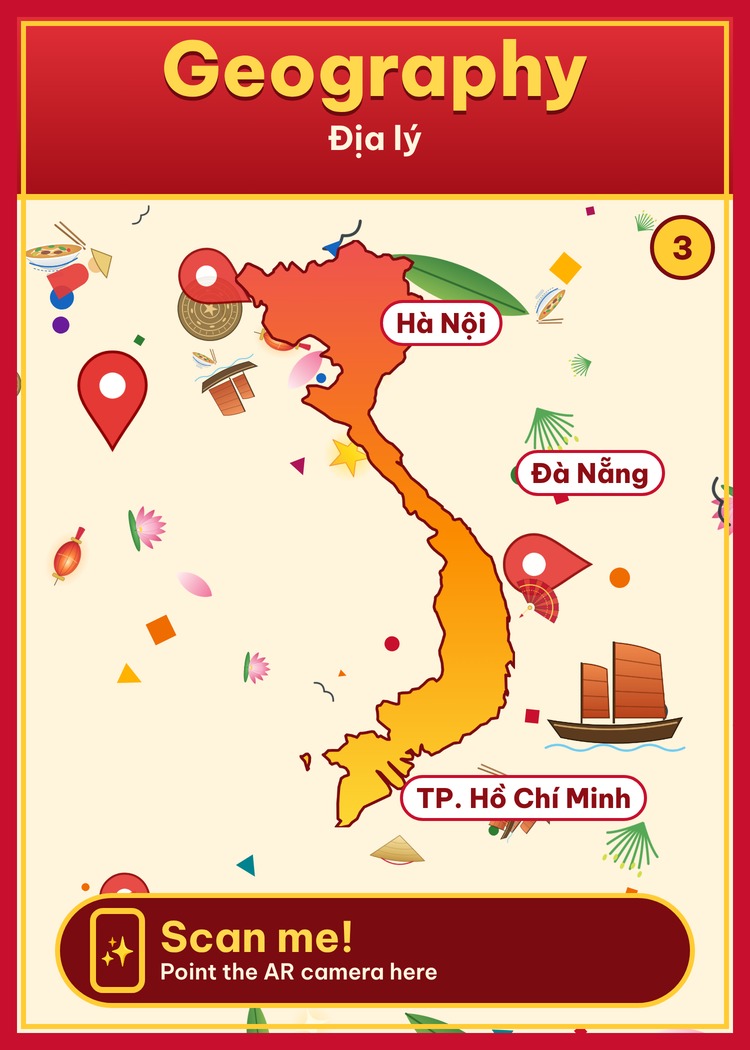 Geography
Địa lý
3
Hà Nội
Đà Nẵng
TP. Hồ Chí Minh
Scan me!
Point the AR camera here